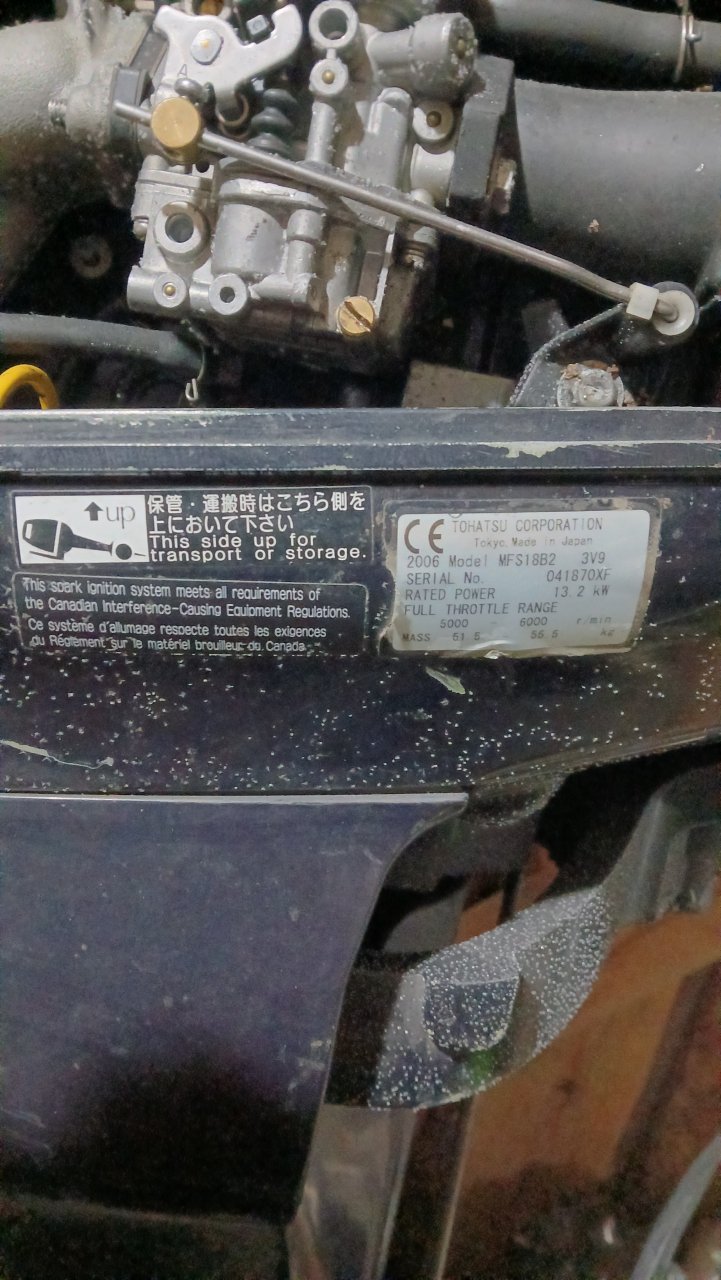 up
保管・運搬時はこちら側を
上において下さい
This side up for
transport or storage.
This spark ignition system meets all requirements of
the Canadian Interference-Causing Equipment Regulations.
Ce système d'allumage respecte toutes les exigences
du Règlement sur le matériel brouilleur du Canada.
CE TOHATSU CORPORATION
Tokyo, Made in Japan
2006 Model MFS18B2 3V9
SERIAL No. 041870XF
RATED POWER 13.2 kW
FULL THROTTLE RANGE
5000 6000 r/min
MASS 51.5 55.5 kg
A